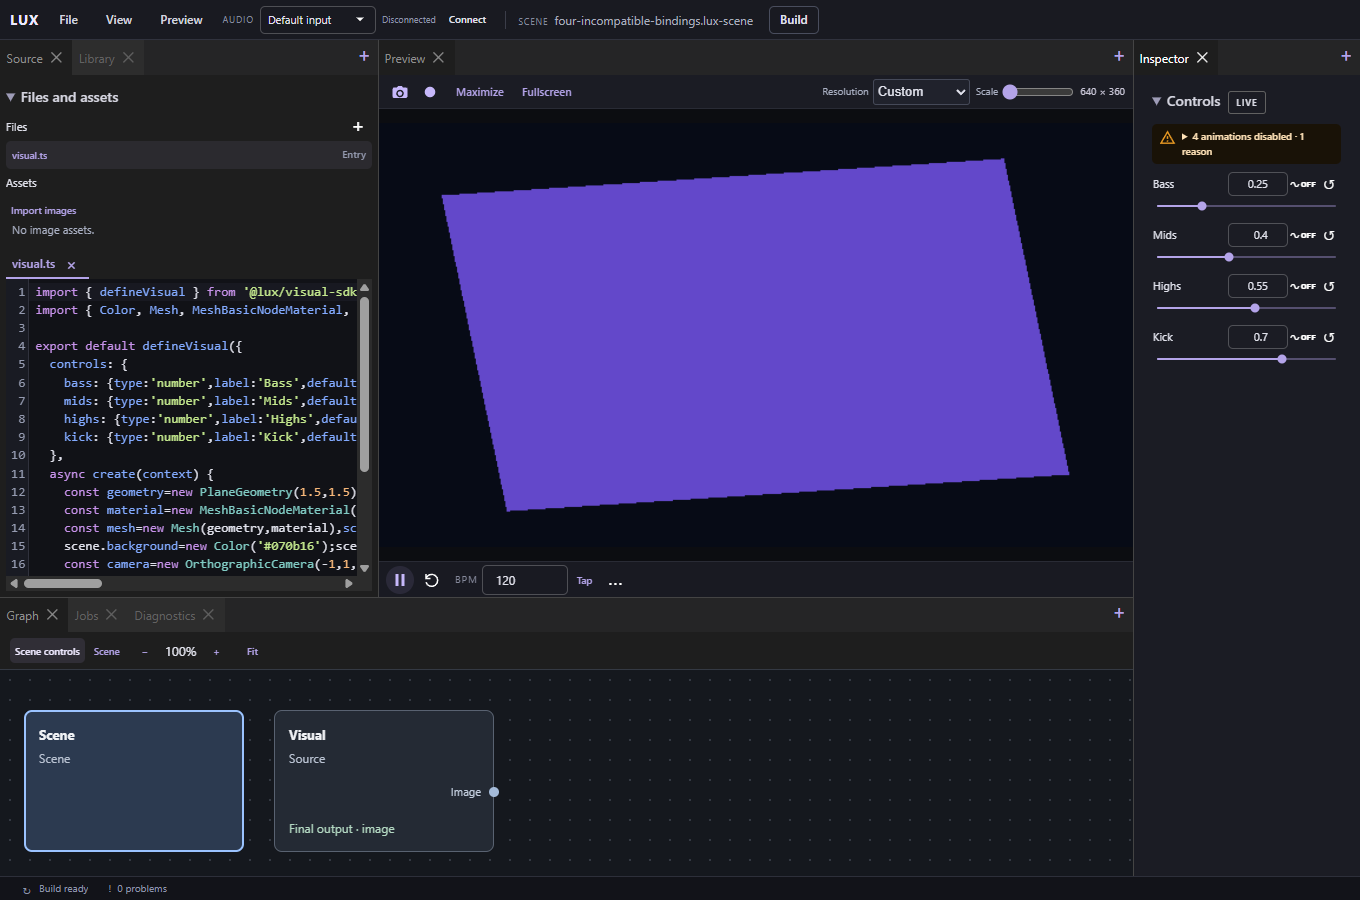 LUX File View Preview AUDIO Default input Disconnected Connect SCENE four-incompatible-bindings.lux-scene Build
Source Library +
Files and assets
Files +
visual.ts Entry
Assets
Import images
No image assets.
visual.ts ×
1 import { defineVisual } from '@lux/visual-sdk
2 import { Color, Mesh, MeshBasicNodeMaterial,
3
4 export default defineVisual({
5 controls: {
6 bass: {type:'number',label:'Bass',default
7 mids: {type:'number',label:'Mids',default
8 highs: {type:'number',label:'Highs',defau
9 kick: {type:'number',label:'Kick',default
10 },
11 async create(context) {
12 const geometry=new PlaneGeometry(1.5,1.5)
13 const material=new MeshBasicNodeMaterial(
14 const mesh=new Mesh(geometry,material),sc
15 scene.background=new Color('#070b16');sce
16 const camera=new OrthographicCamera(-1,1,
Preview +
Maximize Fullscreen Resolution Custom Scale 640 × 360
BPM 120 Tap ...
Inspector +
Controls LIVE
4 animations disabled · 1
reason
Bass 0.25 OFF
Mids 0.4 OFF
Highs 0.55 OFF
Kick 0.7 OFF
Graph Jobs Diagnostics +
Scene controls Scene − 100% + Fit
Scene
Scene
Visual
Source
Image
Final output · image
Build ready ! 0 problems